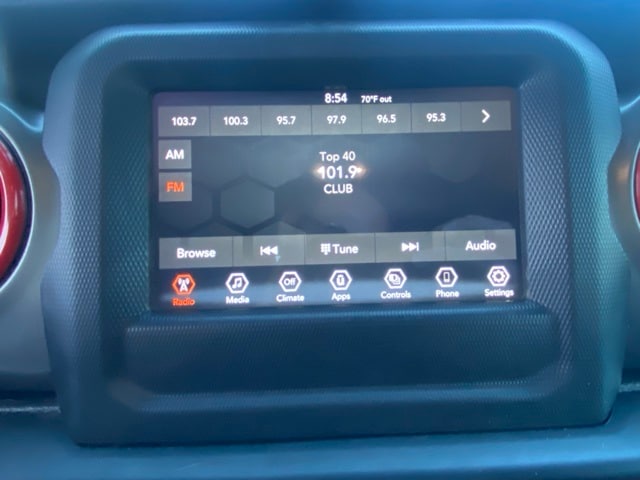 8:54 70°F out
103.7 100.3 95.7 97.9 96.5 95.3
AM
Top 40
101.9
FM
CLUB
Browse Tune Audio
Off
Radio Media Climate Apps Controls Phone Settings